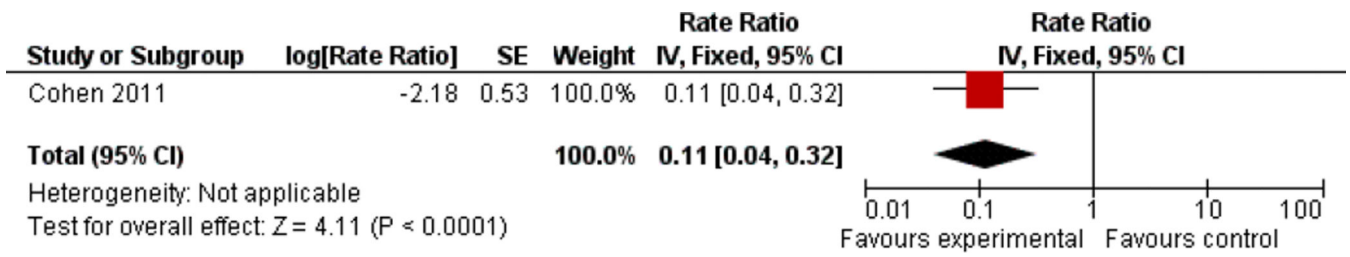 Rate Ratio Rate Ratio
Study or Subgroup log[Rate Ratio] SE Weight IV, Fixed, 95% CI IV, Fixed, 95% CI
Cohen 2011 -2.18 0.53 100.0% 0.11 [0.04, 0.32]
Total (95% CI) 100.0% 0.11 [0.04, 0.32]
Heterogeneity: Not applicable
Test for overall effect: Z = 4.11 (P < 0.0001)
0.01 0.1 1 10 100
Favours experimental Favours control